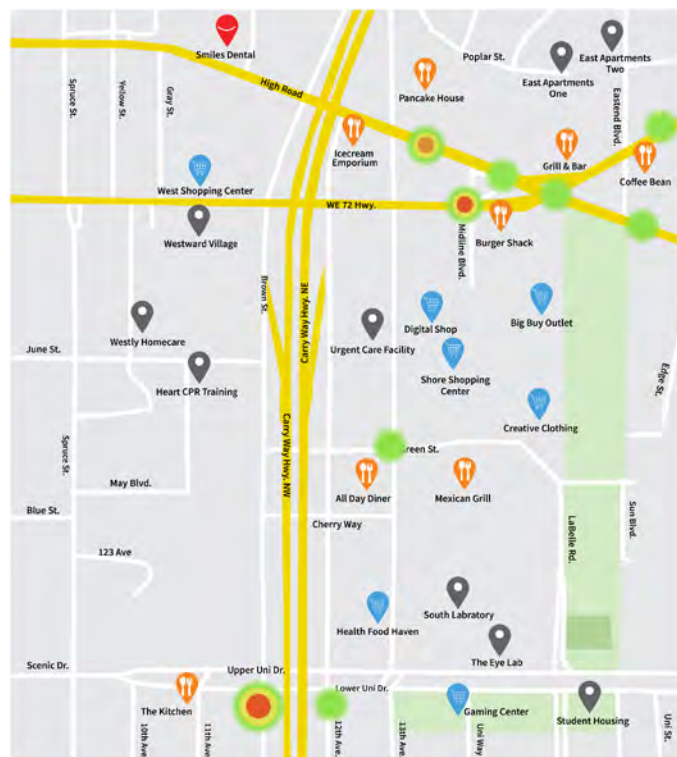 Smiles Dental
Poplar St.
East Apartments
Two
East Apartments
One
Spruce St.
Yellow St.
Gray St.
High Road
Pancake House
Eastend Blvd.
Icecream
Emporium
Grill & Bar
Coffee Bean
West Shopping Center
WE 72 Hwy.
Westward Village
Midline Blvd.
Burger Shack
Brown St.
Carry Way Hwy. NE
Digital Shop
Big Buy Outlet
Westly Homecare
Urgent Care Facility
June St.
Shore Shopping
Center
Edge St.
Heart CPR Training
Creative Clothing
Carry Way Hwy. NW
Spruce St.
Green St.
May Blvd.
All Day Diner
Mexican Grill
Blue St.
Cherry Way
LaBelle Rd.
Sun Blvd.
123 Ave
South Labratory
Health Food Haven
The Eye Lab
Scenic Dr.
Upper Uni Dr.
Lower Uni Dr.
The Kitchen
Gaming Center
Student Housing
10th Ave.
11th Ave.
12th Ave.
13th Ave.
Uni Way
Uni St.